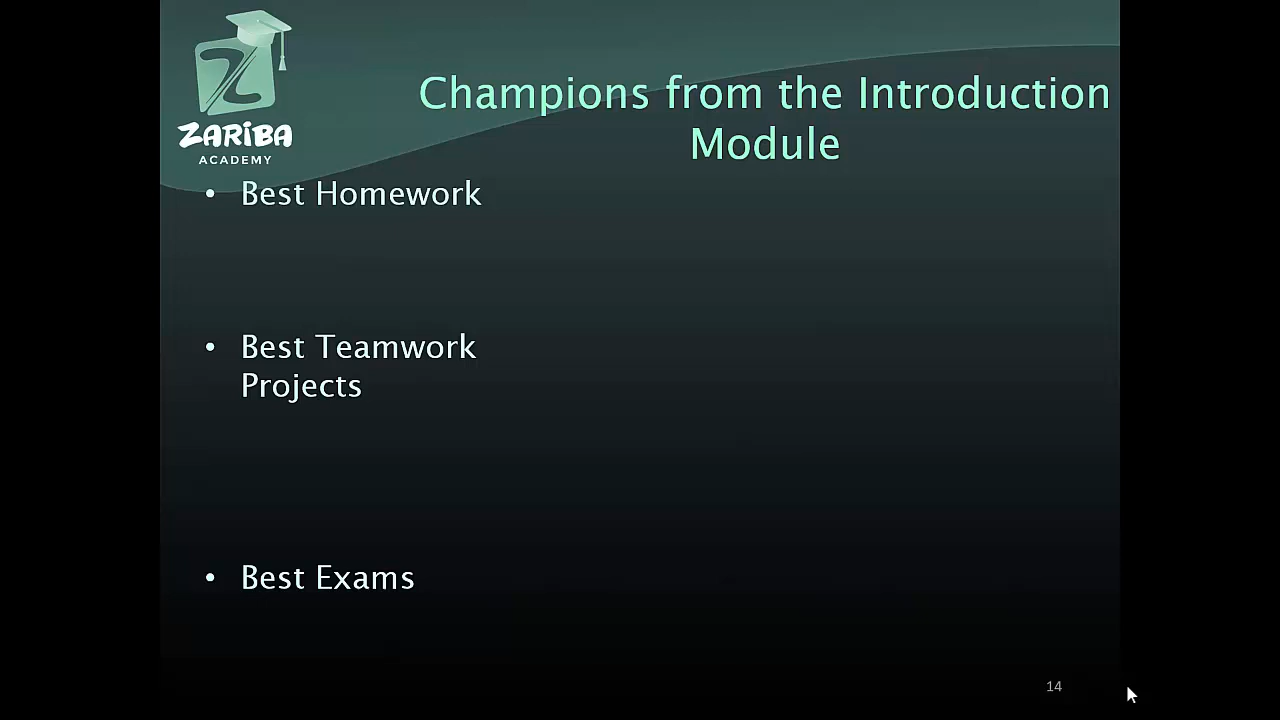 ZARIBA
ACADEMY
Champions from the Introduction
Module
• Best Homework
• Best Teamwork
Projects
• Best Exams
14